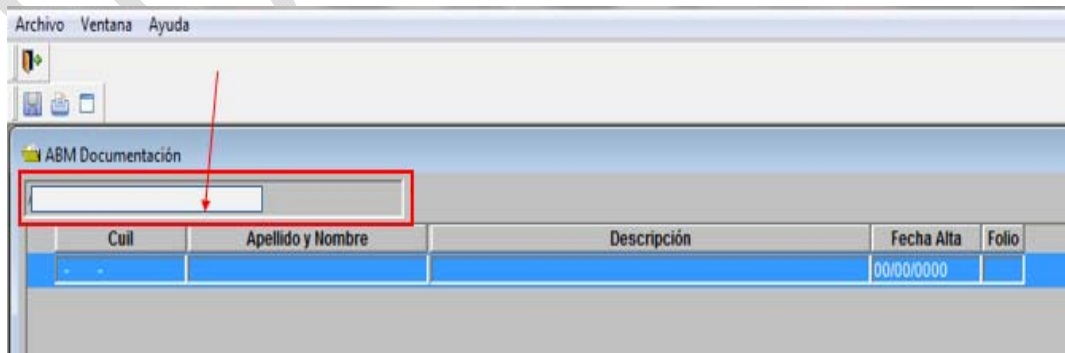 Archivo Ventana Ayuda
ABM Documentación
Cuil Apellido y Nombre Descripción Fecha Alta Folio
- - 00/00/0000